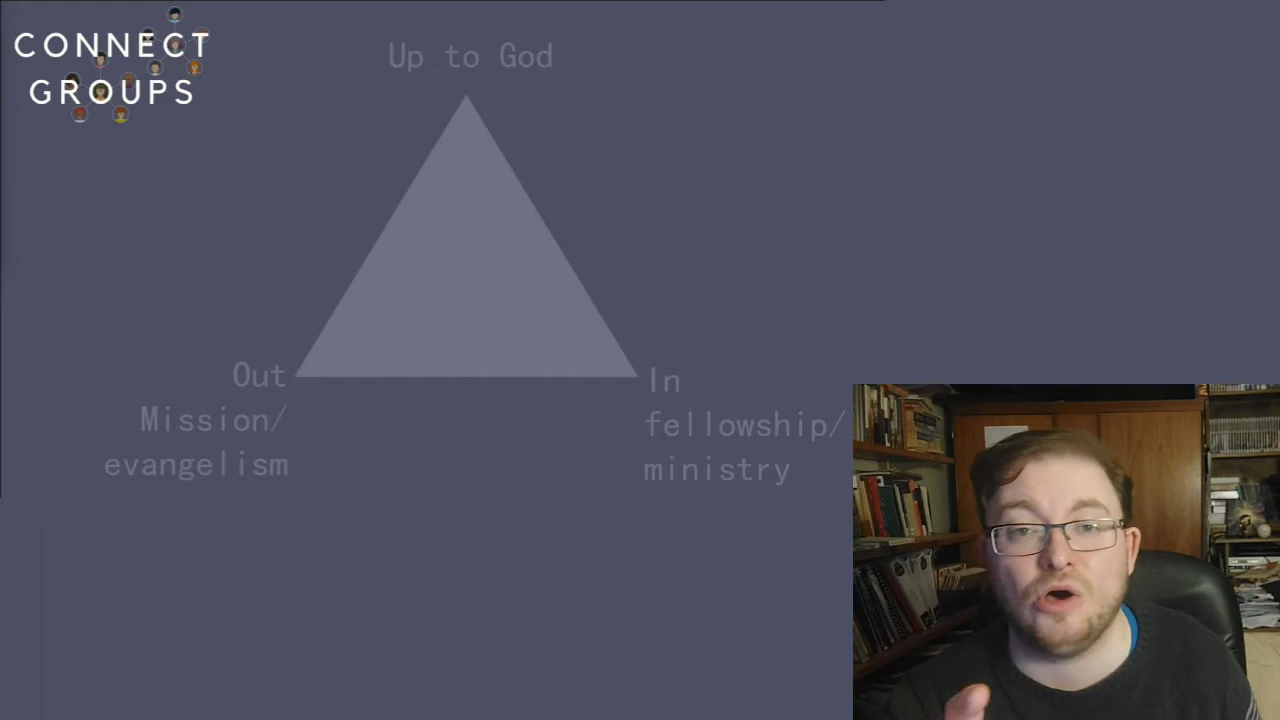 CONNECT
GROUPS
Up to God
Out
Mission/
evangelism
In
fellowship/
ministry